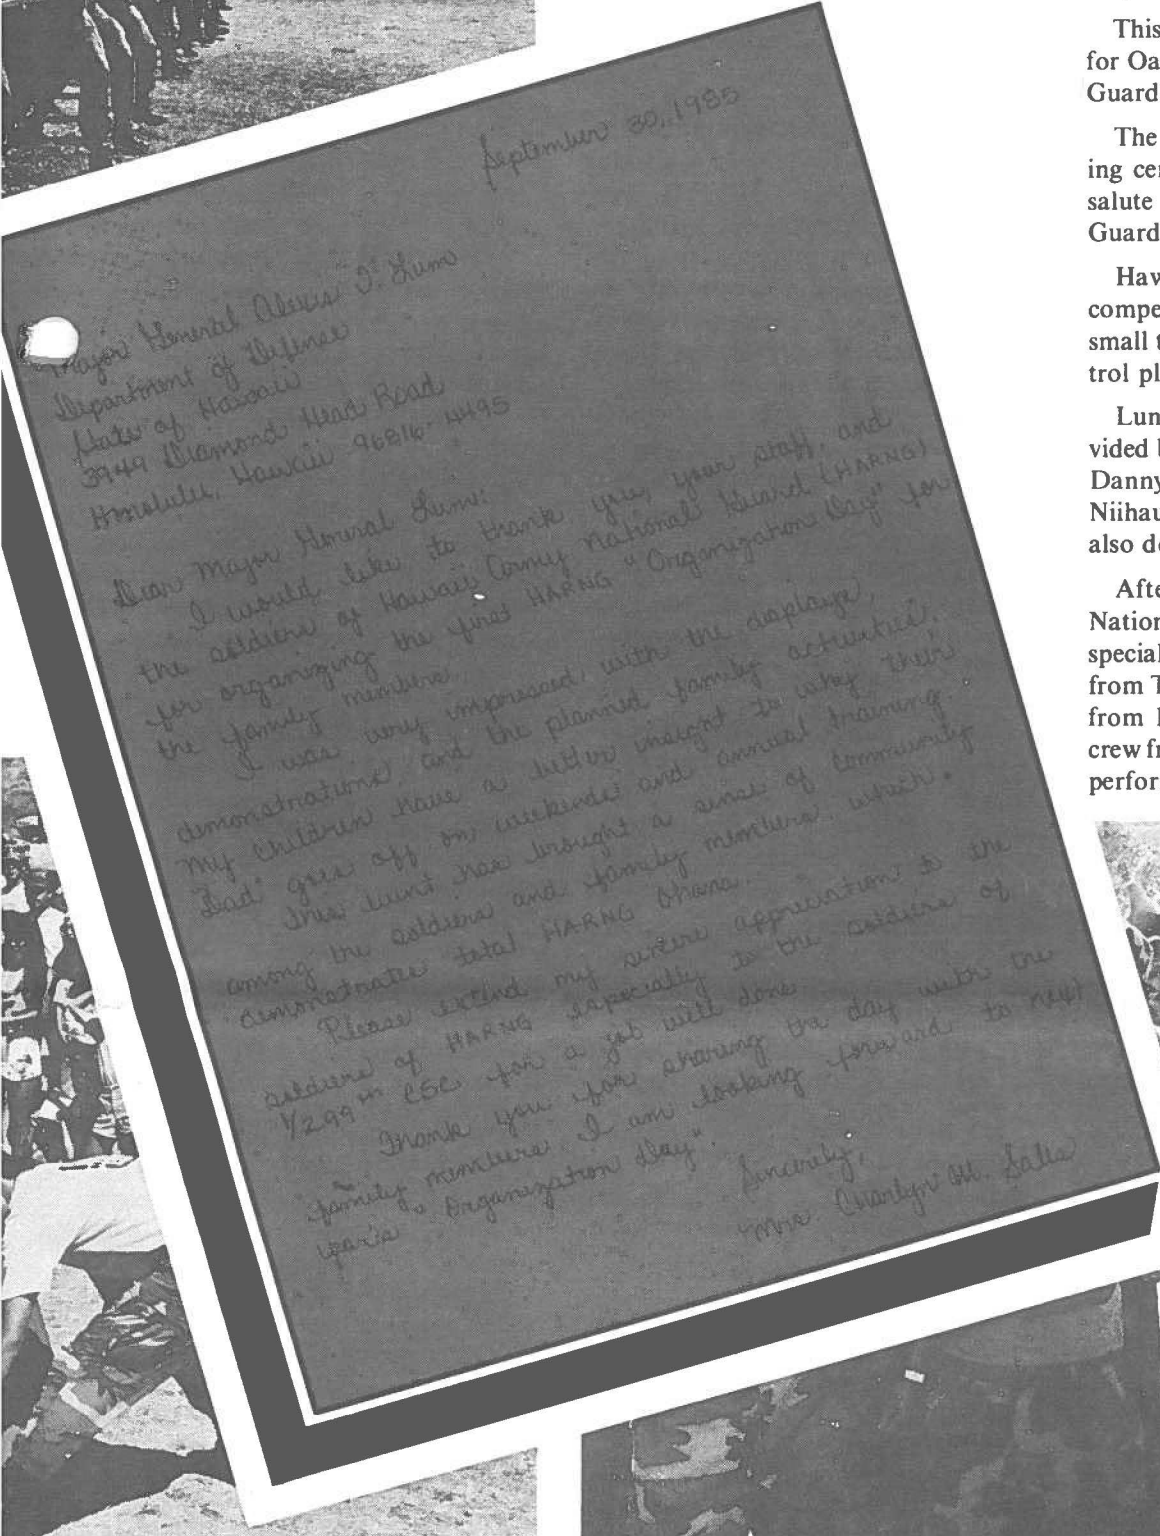 September 30, 1985
Major General Alexis T. Lum
Department of Defense
State of Hawaii
3949 Diamond Head Road
Honolulu, Hawaii 96816-4495
Dear Major General Lum:
I would like to thank you, your staff, and
the soldiers of Hawaii Army National Guard (HARNG)
for organizing the first HARNG "Organization Day" for
the family members.
I was very impressed with the displays,
demonstrations and the planned family activities.
My children have a better insight to why their
"Dad" goes off on weekends and annual training.
This event has brought a sense of community
among the soldiers and family members which
demonstrates total HARNG Ohana.
Please extend my sincere appreciation to the
soldiers of HARNG especially to the soldiers of
1/299th CSC for a job well done.
Thank you for sharing the day with the
family members. I am looking forward to next
year's "Organization Day".
Sincerely,
Mrs. M. Salis
This
for Oa
Guard
The
ing cer
salute
Guard
Haw
compe
small t
trol pl
Lun
vided b
Danny
Niihau
also de
Afte
Nation
special
from T
from
crew fr
perfor